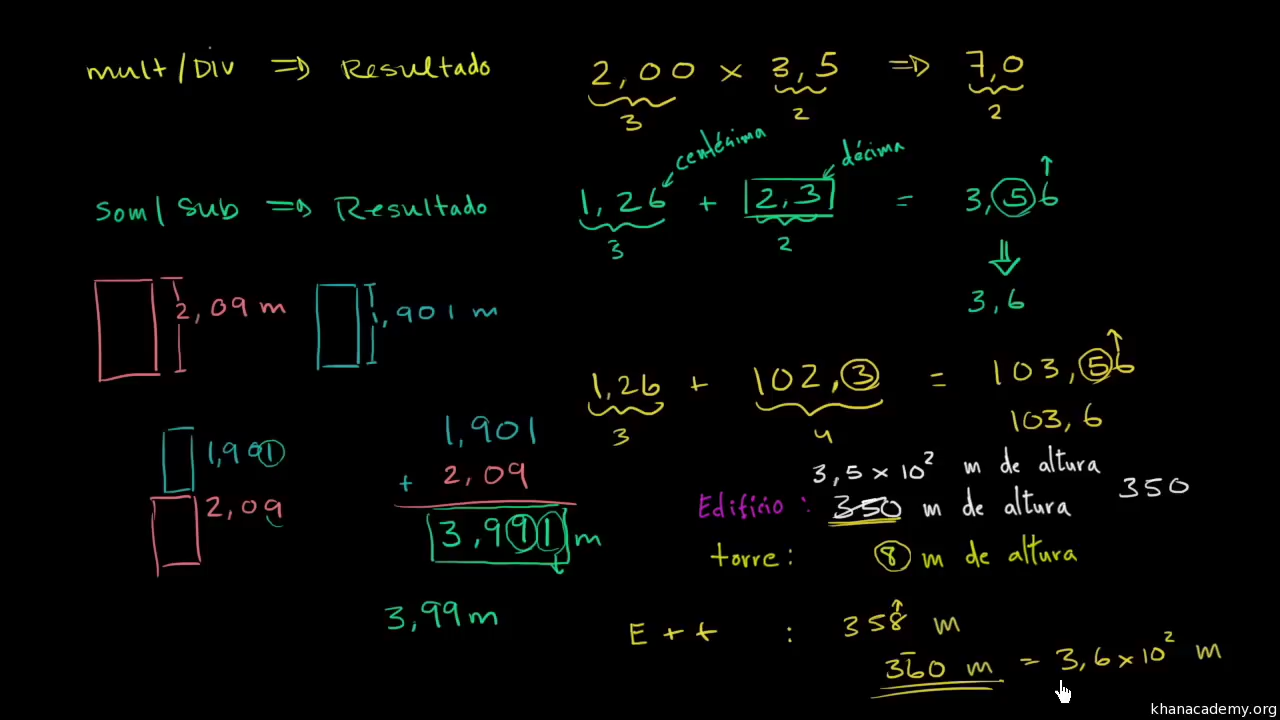 mult/Div ⇒ Resultado 2,00 × 3,5 ⇒ 7,0
3 2 2
centésima décima
som/Sub ⇒ Resultado 1,26 + 2,3 = 3,56
3 2
3,6
2,09 m 1,901 m
1,26 + 102,3 = 103,56
3 4
103,6
1,901
2,09
1,901
+ 2,09
3,991 m
3,99 m
3,5 × 10² m de altura
Edifício: 350 m de altura 350
torre: 8 m de altura
E + t : 358 m
360 m = 3,6 × 10² m
khanacademy.org